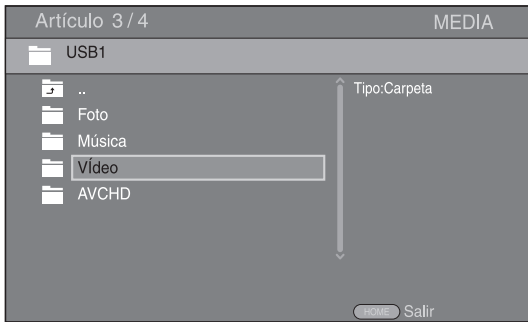 Artículo 3 / 4 MEDIA
USB1
.. Tipo:Carpeta
Foto
Música
VÍdeo
AVCHD
HOME Salir